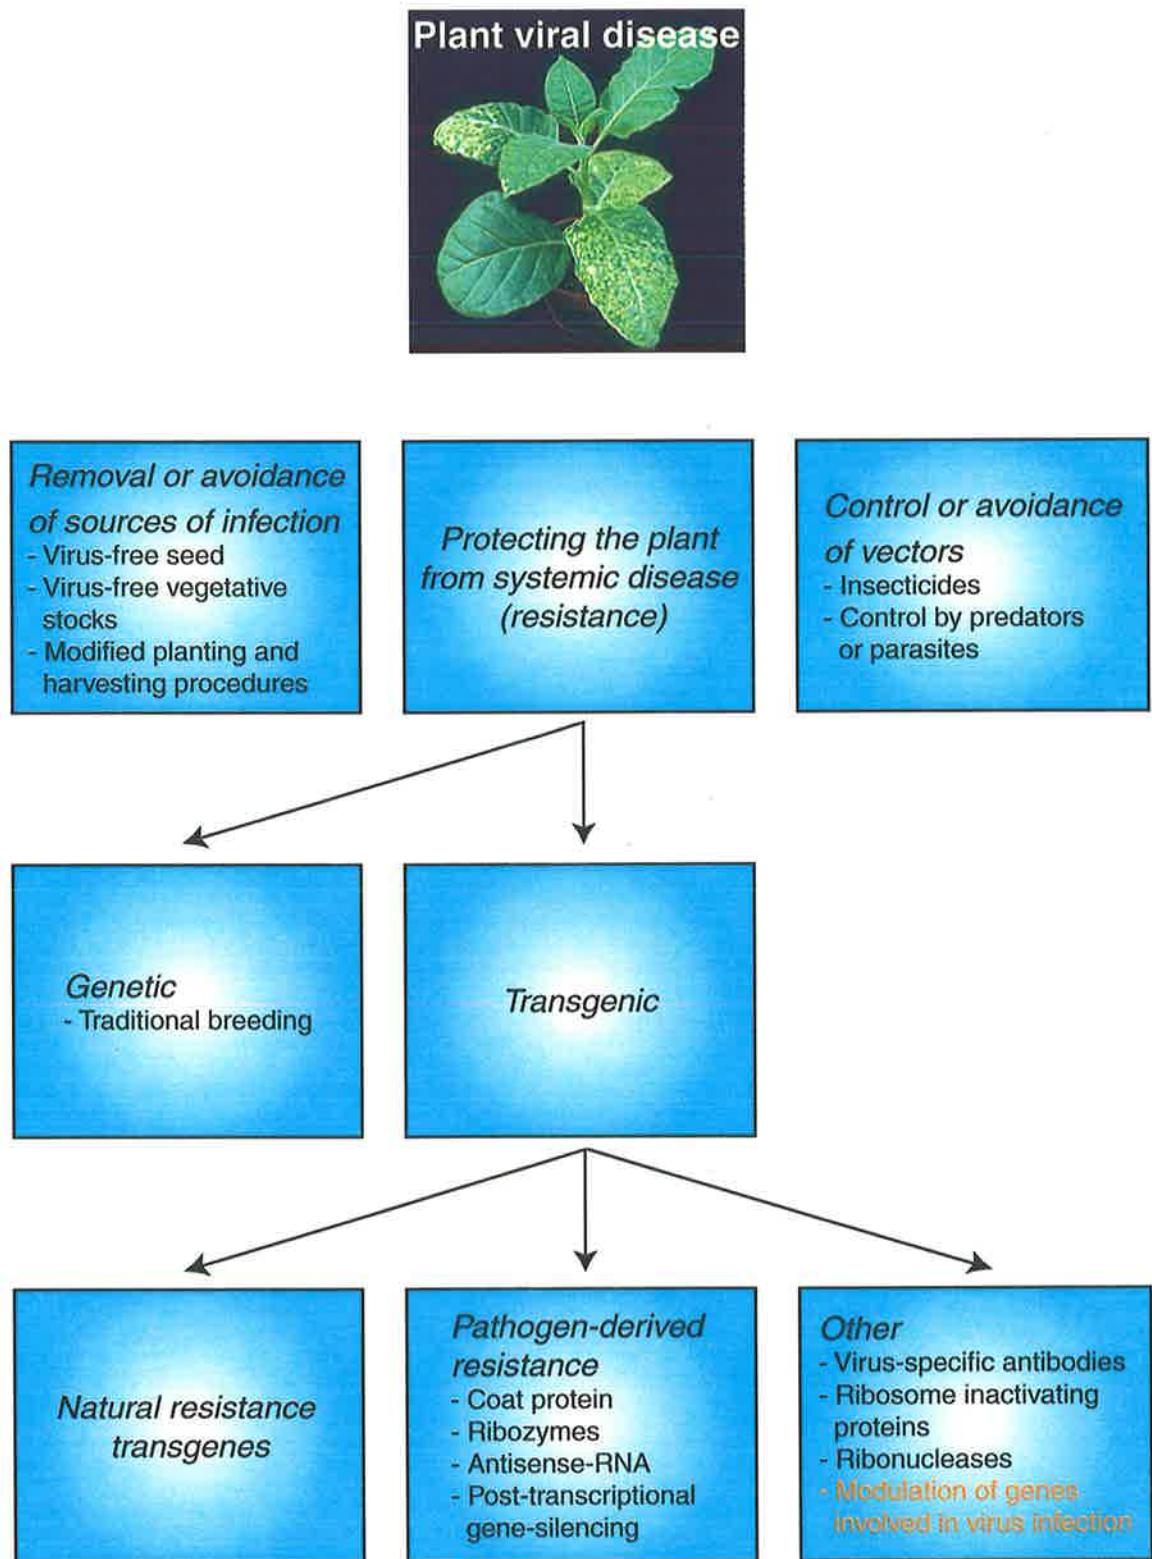 Plant viral disease
Removal or avoidance
of sources of infection
- Virus-free seed
- Virus-free vegetative
stocks
- Modified planting and
harvesting procedures
Protecting the plant
from systemic disease
(resistance)
Control or avoidance
of vectors
- Insecticides
- Control by predators
or parasites
Genetic
- Traditional breeding
Transgenic
Natural resistance
transgenes
Pathogen-derived
resistance
- Coat protein
- Ribozymes
- Antisense-RNA
- Post-transcriptional
gene-silencing
Other
- Virus-specific antibodies
- Ribosome inactivating
proteins
- Ribonucleases
- Modulation of genes
involved in virus infection